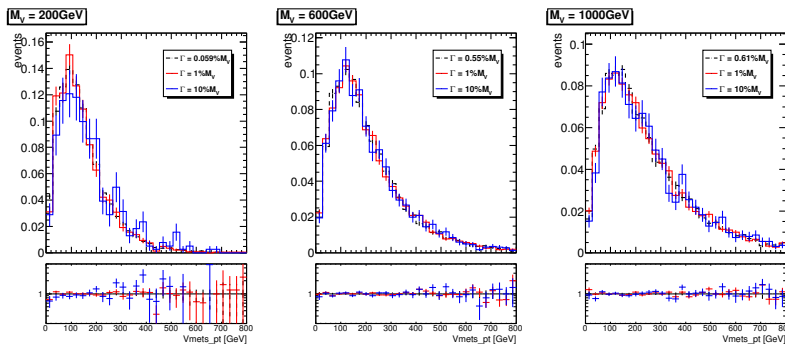 M_V = 200GeV
events
0.16
0.14
0.12
0.1
0.08
0.06
0.04
0.02
0
Γ = 0.059%M_V
Γ = 1%M_V
Γ = 10%M_V
1
0 100 200 300 400 500 600 700 800
Vmets_pt [GeV]
M_V = 600GeV
events
0.12
0.1
0.08
0.06
0.04
0.02
0
Γ = 0.55%M_V
Γ = 1%M_V
Γ = 10%M_V
1
0 100 200 300 400 500 600 700 800
Vmets_pt [GeV]
M_V = 1000GeV
events
0.1
0.08
0.06
0.04
0.02
0
Γ = 0.61%M_V
Γ = 1%M_V
Γ = 10%M_V
1
0 100 200 300 400 500 600 700 800
Vmets_pt [GeV]